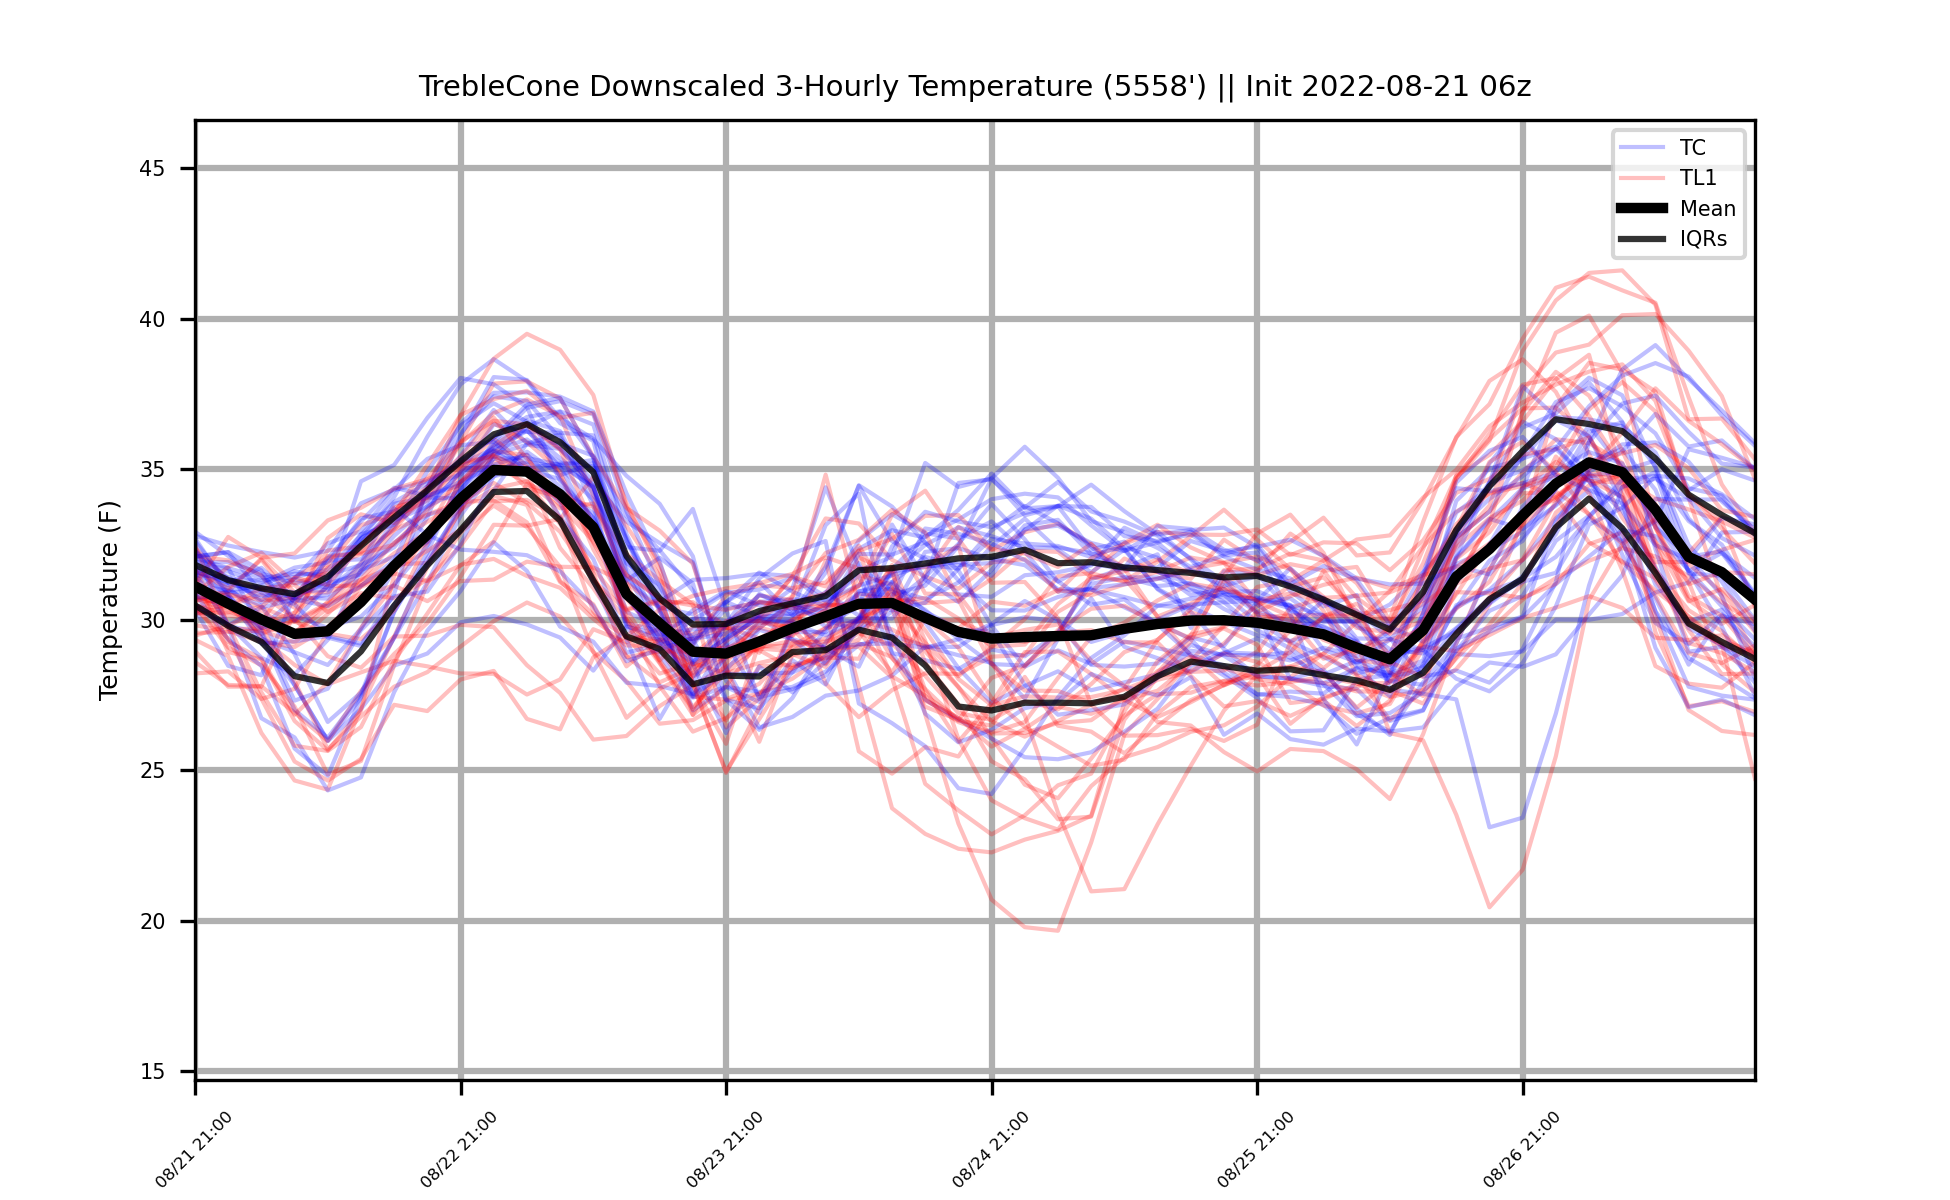 TrebleCone Downscaled 3-Hourly Temperature (5558') || Init 2022-08-21 06z
TC
TL1
Mean
IQRs
Temperature (F)
45
40
35
30
25
20
15
08/21 21:00
08/22 21:00
08/23 21:00
08/24 21:00
08/25 21:00
08/26 21:00